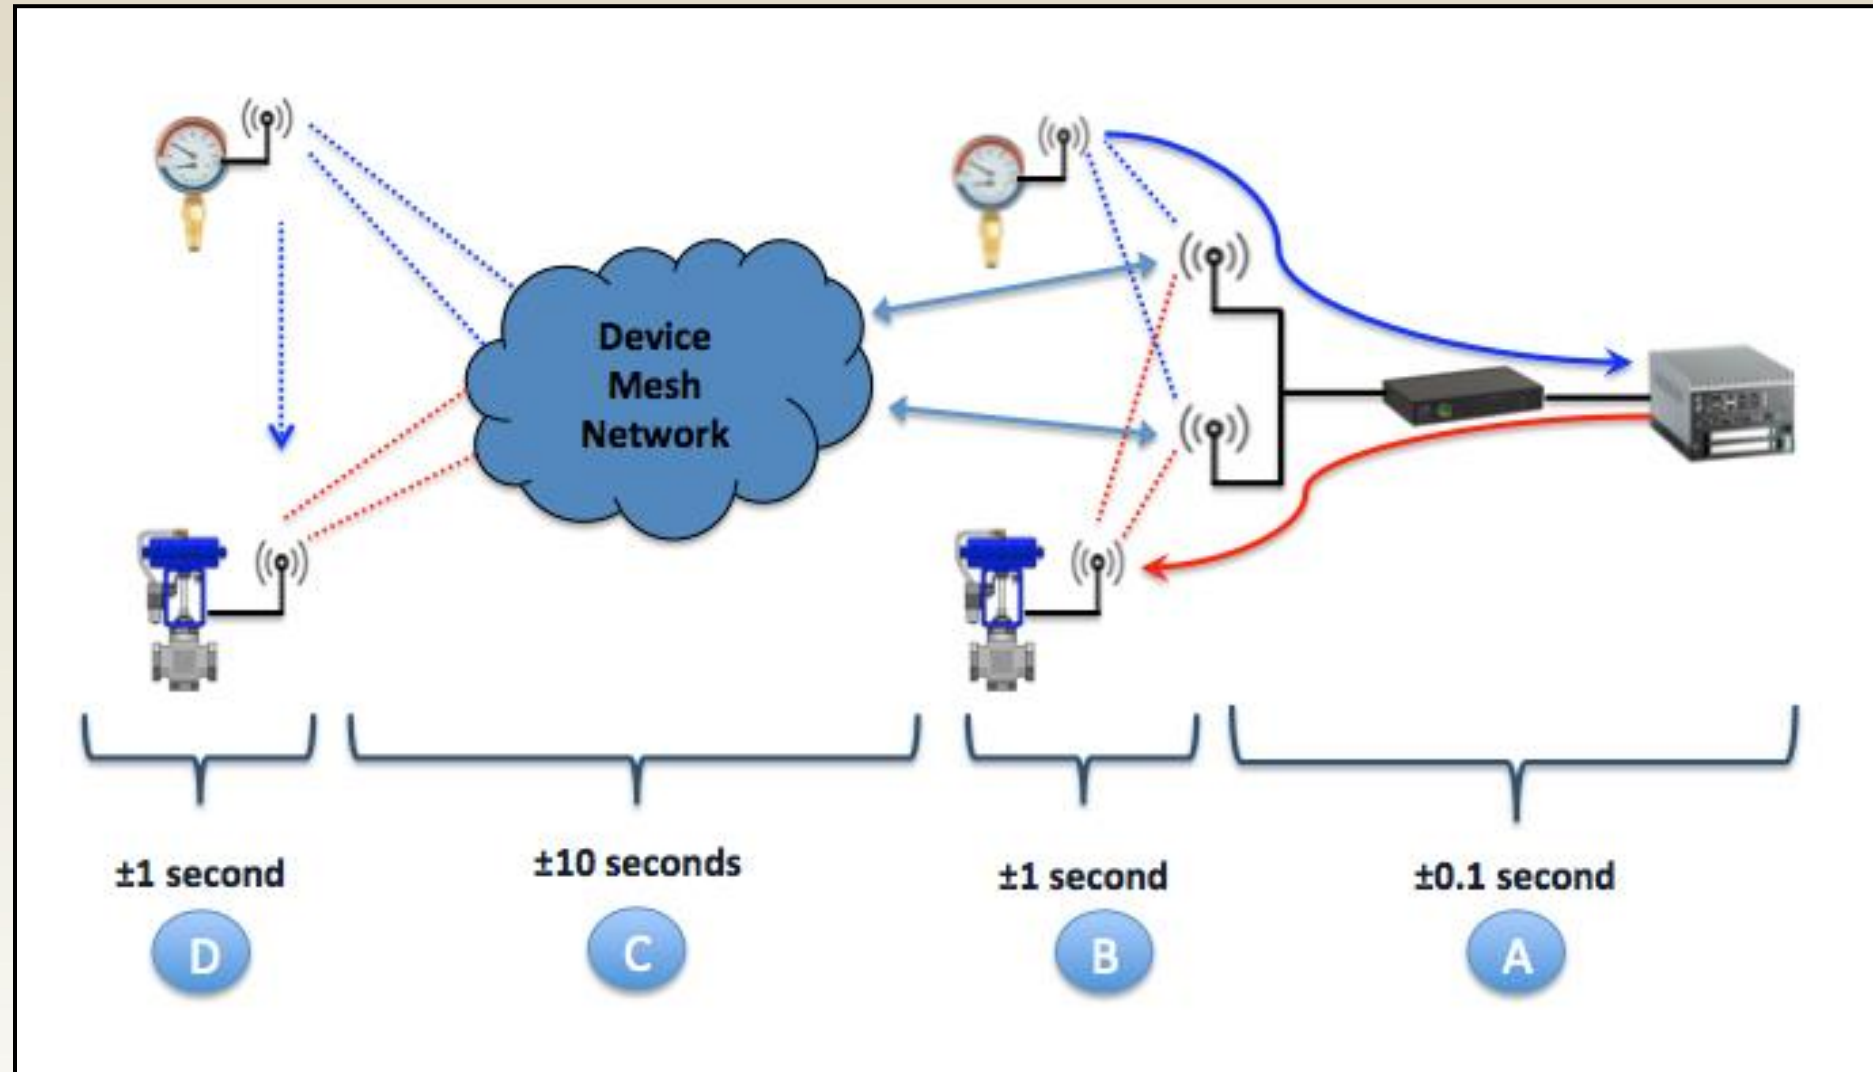 Device
Mesh
Network
±1 second
±10 seconds
±1 second
±0.1 second
D
C
B
A